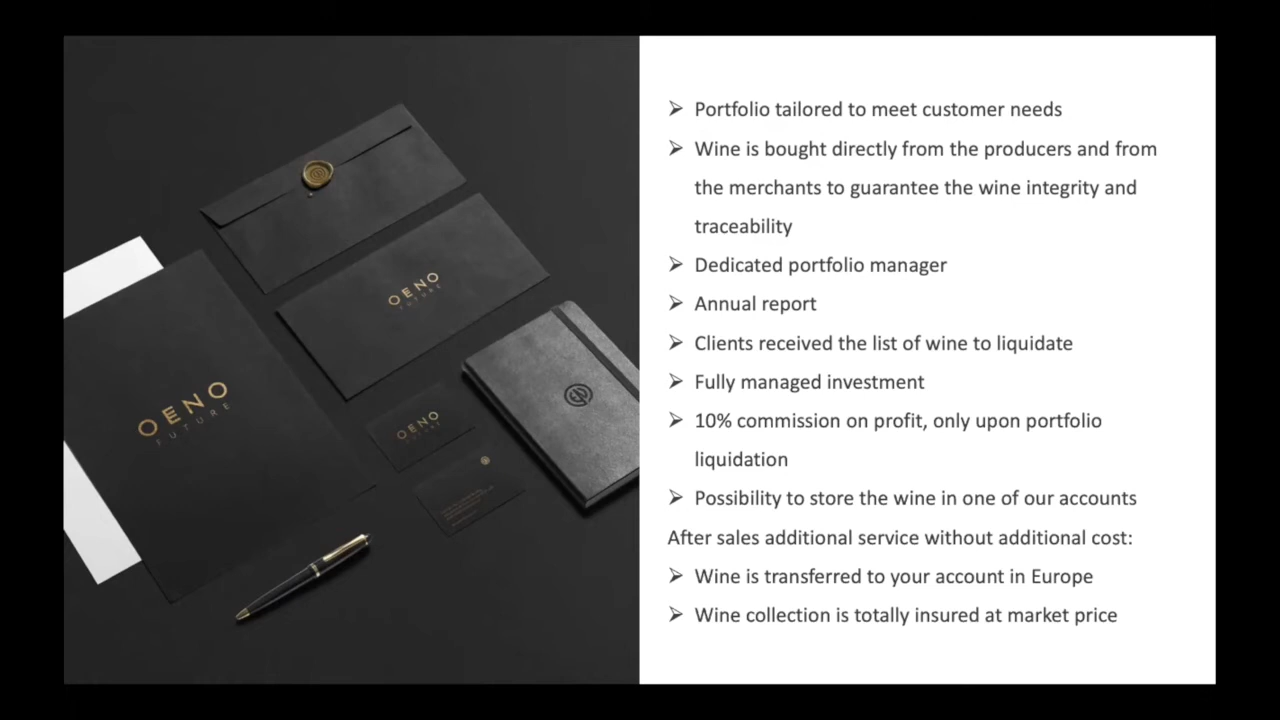 OENO
FUTURE
OENO
FUTURE
OENO
➢ Portfolio tailored to meet customer needs
➢ Wine is bought directly from the producers and from
the merchants to guarantee the wine integrity and
traceability
➢ Dedicated portfolio manager
➢ Annual report
➢ Clients received the list of wine to liquidate
➢ Fully managed investment
➢ 10% commission on profit, only upon portfolio
liquidation
➢ Possibility to store the wine in one of our accounts
After sales additional service without additional cost:
➢ Wine is transferred to your account in Europe
➢ Wine collection is totally insured at market price